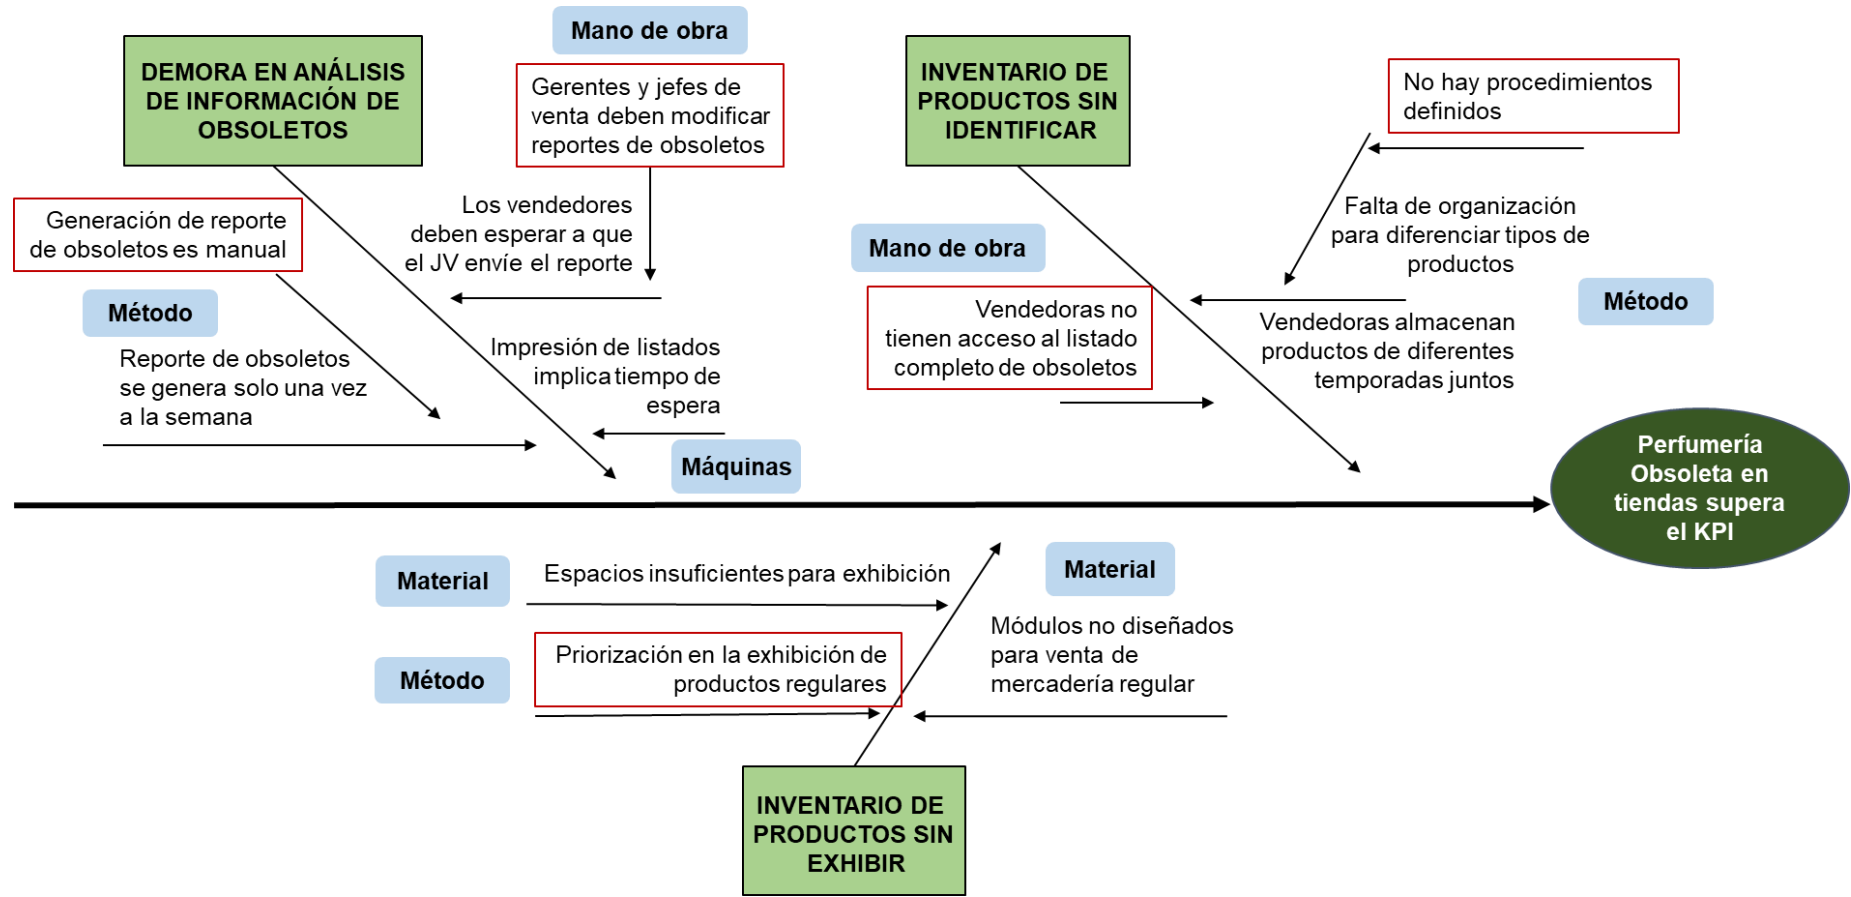 Mano de obra
DEMORA EN ANÁLISIS
DE INFORMACIÓN DE
OBSOLETOS
Gerentes y jefes de
venta deben modificar
reportes de obsoletos
Generación de reporte
de obsoletos es manual
Los vendedores
deben esperar a que
el JV envíe el reporte
Método
Reporte de obsoletos
se genera solo una vez
a la semana
Impresión de listados
implica tiempo de
espera
Máquinas
INVENTARIO DE
PRODUCTOS SIN
IDENTIFICAR
No hay procedimientos
definidos
Mano de obra
Vendedoras no
tienen acceso al listado
completo de obsoletos
Falta de organización
para diferenciar tipos de
productos
Método
Vendedoras almacenan
productos de diferentes
temporadas juntos
Perfumería
Obsoleta en
tiendas supera
el KPI
Material
Espacios insuficientes para exhibición
Material
Método
Priorización en la exhibición de
productos regulares
Módulos no diseñados
para venta de
mercadería regular
INVENTARIO DE
PRODUCTOS SIN
EXHIBIR